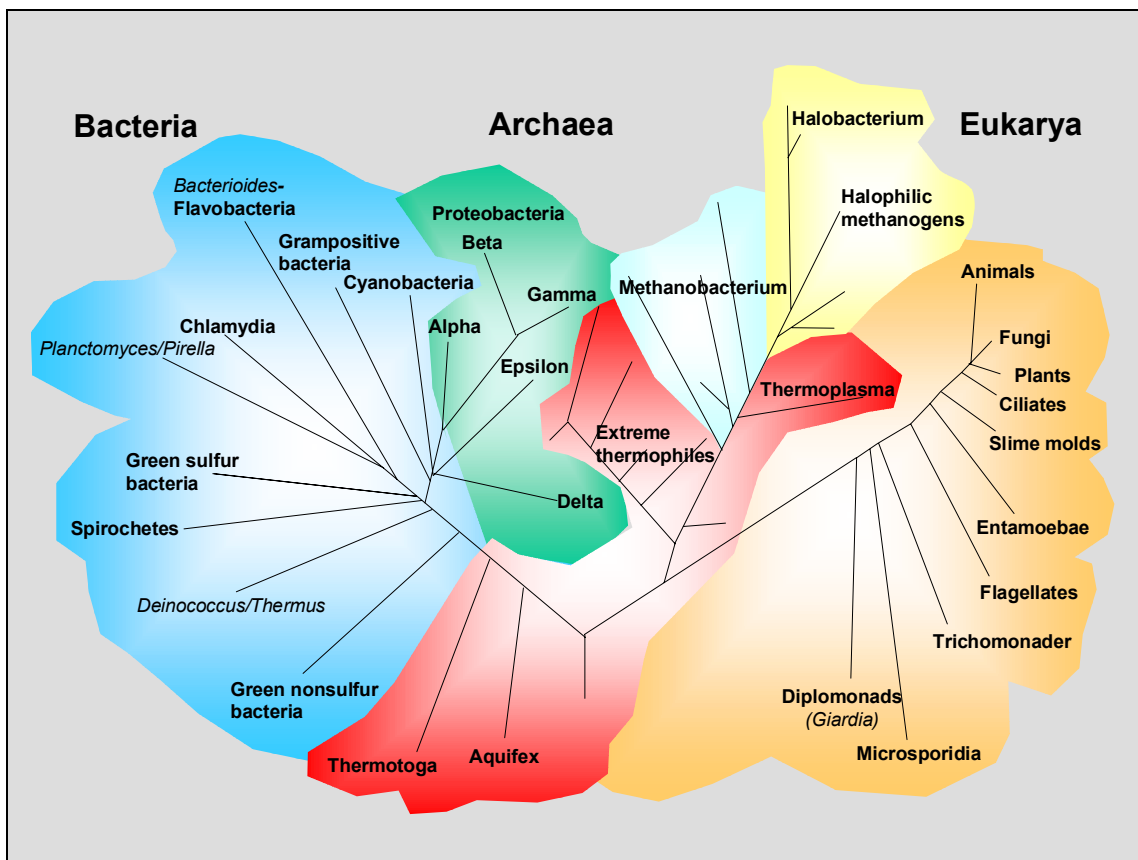 Bacteria
Archaea
Eukarya
Halobacterium
Bacterioides-
Flavobacteria
Halophilic
methanogens
Proteobacteria
Beta
Grampositive
bacteria
Cyanobacteria
Animals
Methanobacterium
Gamma
Chlamydia
Alpha
Planctomyces/Pirella
Fungi
Epsilon
Plants
Thermoplasma
Ciliates
Extreme
thermophiles
Slime molds
Green sulfur
bacteria
Delta
Spirochetes
Entamoebae
Deinococcus/Thermus
Flagellates
Trichomonader
Green nonsulfur
bacteria
Diplomonads
(Giardia)
Thermotoga
Aquifex
Microsporidia